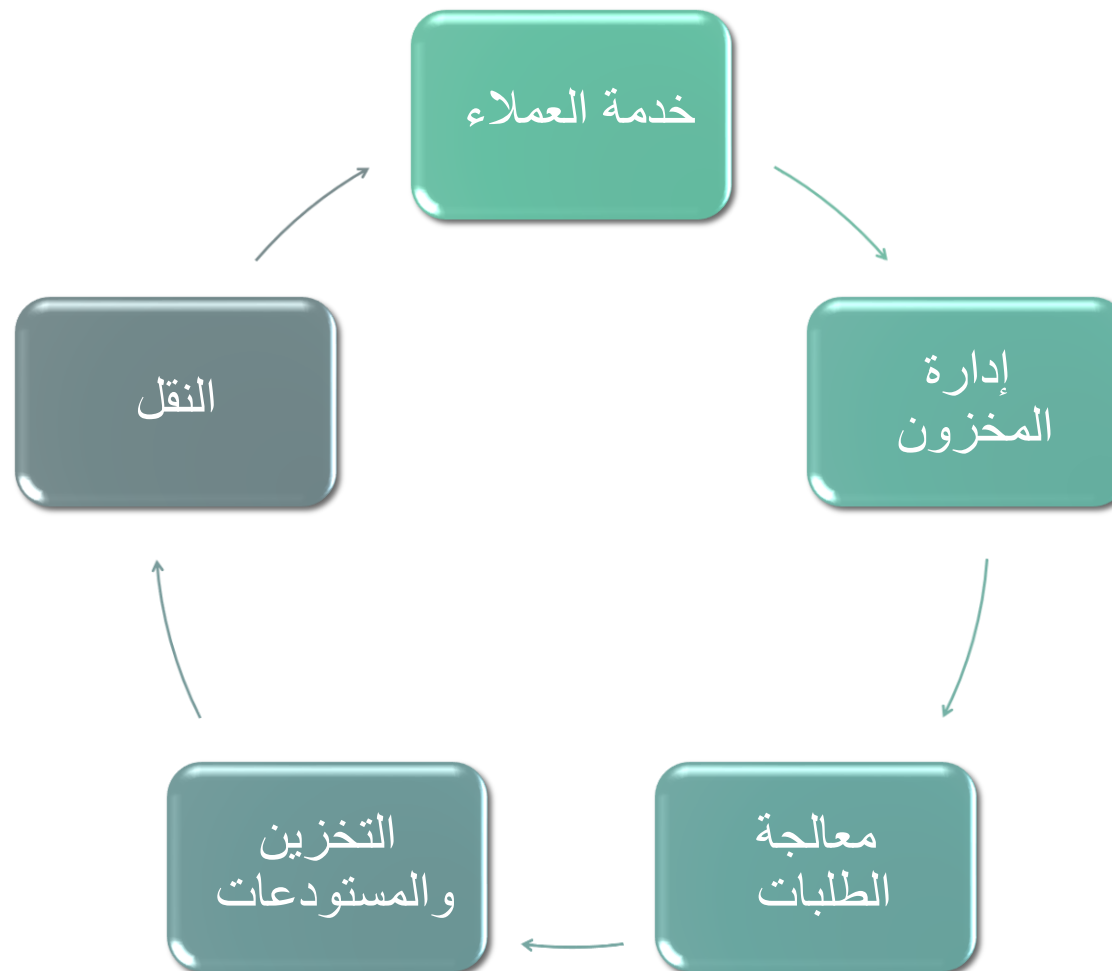 خدمة العملاء
إدارة
المخزون
معالجة
الطلبات
التخزين
والمستودعات
النقل